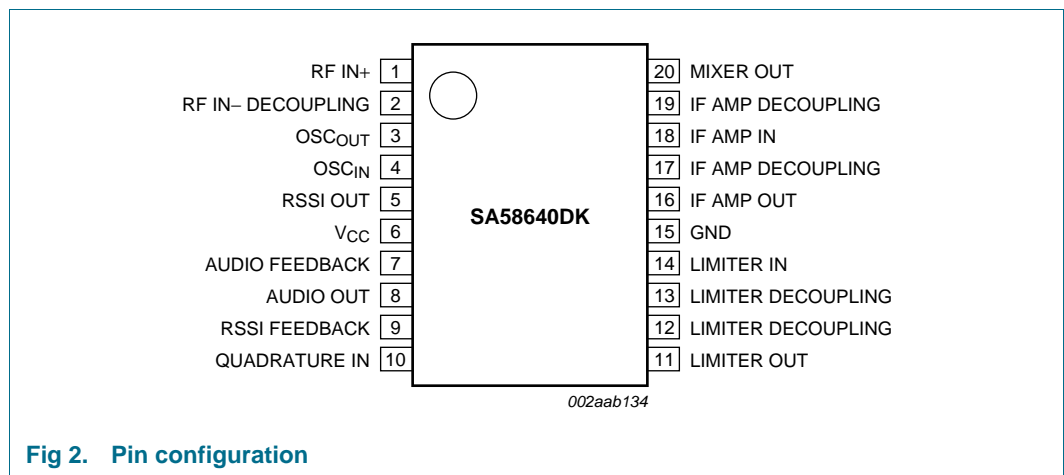 RF IN+ 1
RF IN− DECOUPLING 2
OSCOUT 3
OSCIN 4
RSSI OUT 5
VCC 6
AUDIO FEEDBACK 7
AUDIO OUT 8
RSSI FEEDBACK 9
QUADRATURE IN 10
SA58640DK
20 MIXER OUT
19 IF AMP DECOUPLING
18 IF AMP IN
17 IF AMP DECOUPLING
16 IF AMP OUT
15 GND
14 LIMITER IN
13 LIMITER DECOUPLING
12 LIMITER DECOUPLING
11 LIMITER OUT
002aab134
Fig 2. Pin configuration